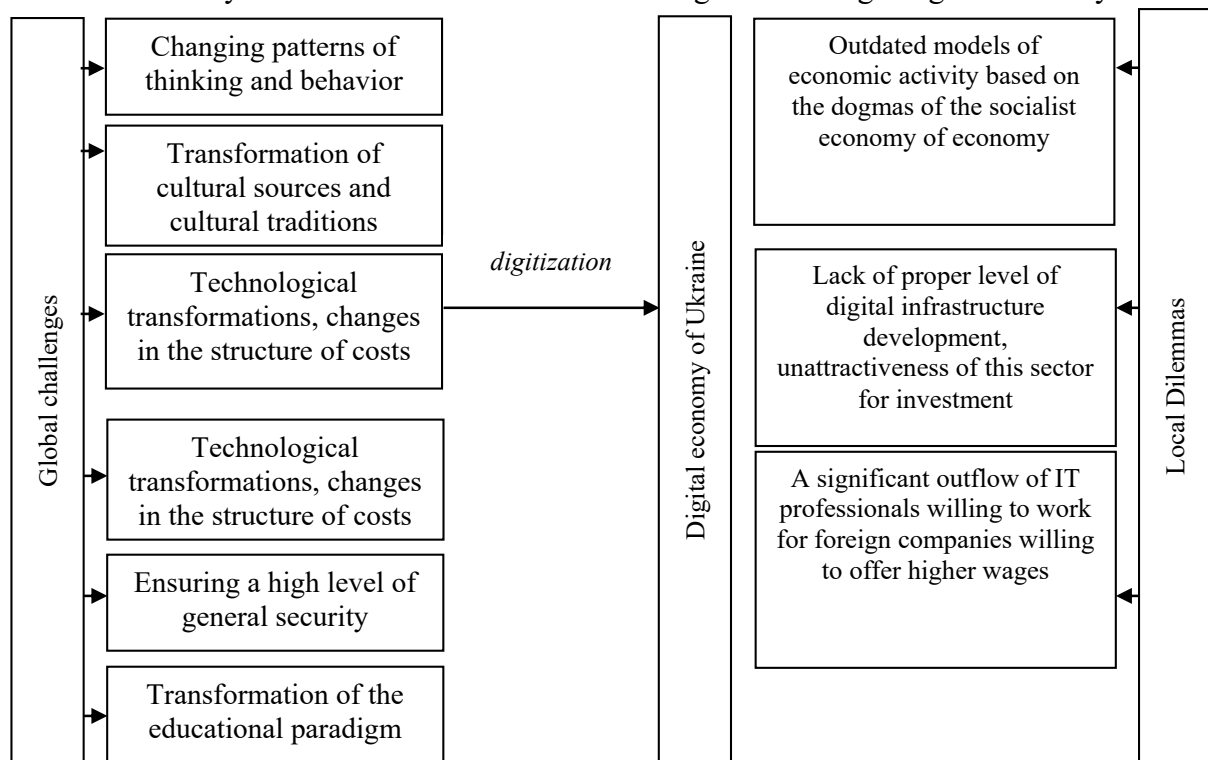 Global challenges
Changing patterns of
thinking and behavior
Transformation of
cultural sources and
cultural traditions
Technological
transformations, changes
in the structure of costs
Technological
transformations, changes
in the structure of costs
Ensuring a high level of
general security
Transformation of the
educational paradigm
digitization
Digital economy of Ukraine
Outdated models of
economic activity based on
the dogmas of the socialist
economy of economy
Lack of proper level of
digital infrastructure
development,
unattractiveness of this sector
for investment
A significant outflow of IT
professionals willing to work
for foreign companies willing
to offer higher wages
Local Dilemmas